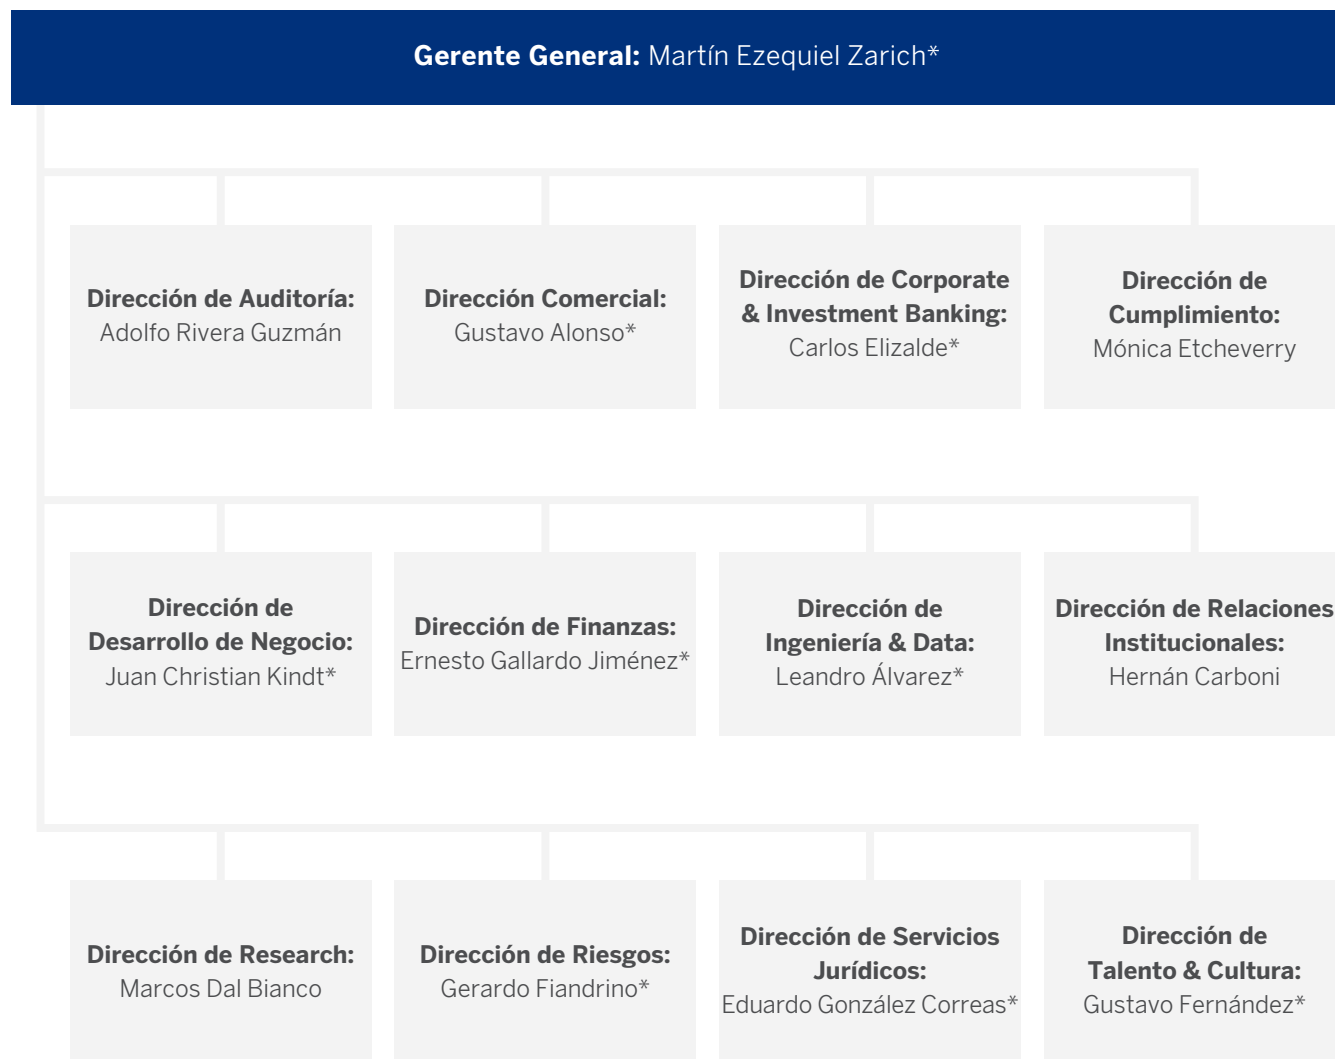 Gerente General: Martín Ezequiel Zarich*
Dirección de Auditoría:
Adolfo Rivera Guzmán
Dirección Comercial:
Gustavo Alonso*
Dirección de Corporate
& Investment Banking:
Carlos Elizalde*
Dirección de
Cumplimiento:
Mónica Etcheverry
Dirección de
Desarrollo de Negocio:
Juan Christian Kindt*
Dirección de Finanzas:
Ernesto Gallardo Jiménez*
Dirección de
Ingeniería & Data:
Leandro Álvarez*
Dirección de Relaciones
Institucionales:
Hernán Carboni
Dirección de Research:
Marcos Dal Bianco
Dirección de Riesgos:
Gerardo Fiandrino*
Dirección de Servicios
Jurídicos:
Eduardo González Correas*
Dirección de
Talento & Cultura:
Gustavo Fernández*